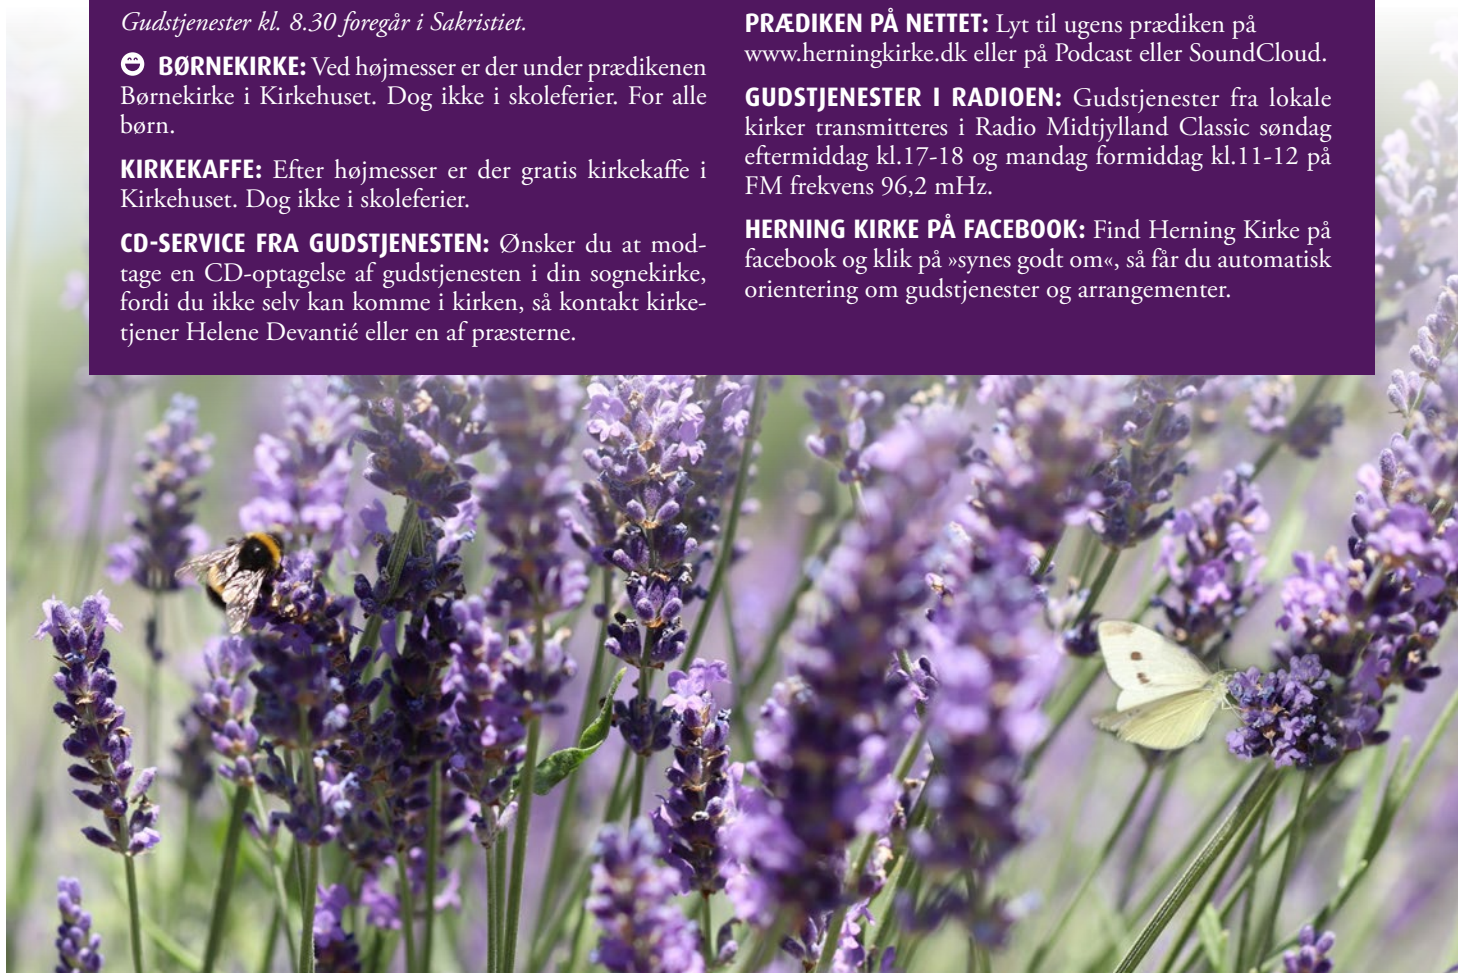 Gudstjenester kl. 8.30 foregår i Sakristiet.
BØRNEKIRKE: Ved højmesser er der under prædikenen
Børnekirke i Kirkehuset. Dog ikke i skoleferier. For alle
børn.
KIRKEKAFFE: Efter højmesser er der gratis kirkekaffe i
Kirkehuset. Dog ikke i skoleferier.
CD-SERVICE FRA GUDSTJENESTEN: Ønsker du at mod-
tage en CD-optagelse af gudstjenesten i din sognekirke,
fordi du ikke selv kan komme i kirken, så kontakt kirke-
tjener Helene Devantié eller en af præsterne.
PRÆDIKEN PÅ NETTET: Lyt til ugens prædiken på
www.herningkirke.dk eller på Podcast eller SoundCloud.
GUDSTJENESTER I RADIOEN: Gudstjenester fra lokale
kirker transmitteres i Radio Midtjylland Classic søndag
eftermiddag kl.17-18 og mandag formiddag kl.11-12 på
FM frekvens 96,2 mHz.
HERNING KIRKE PÅ FACEBOOK: Find Herning Kirke på
facebook og klik på »synes godt om«, så får du automatisk
orientering om gudstjenester og arrangementer.